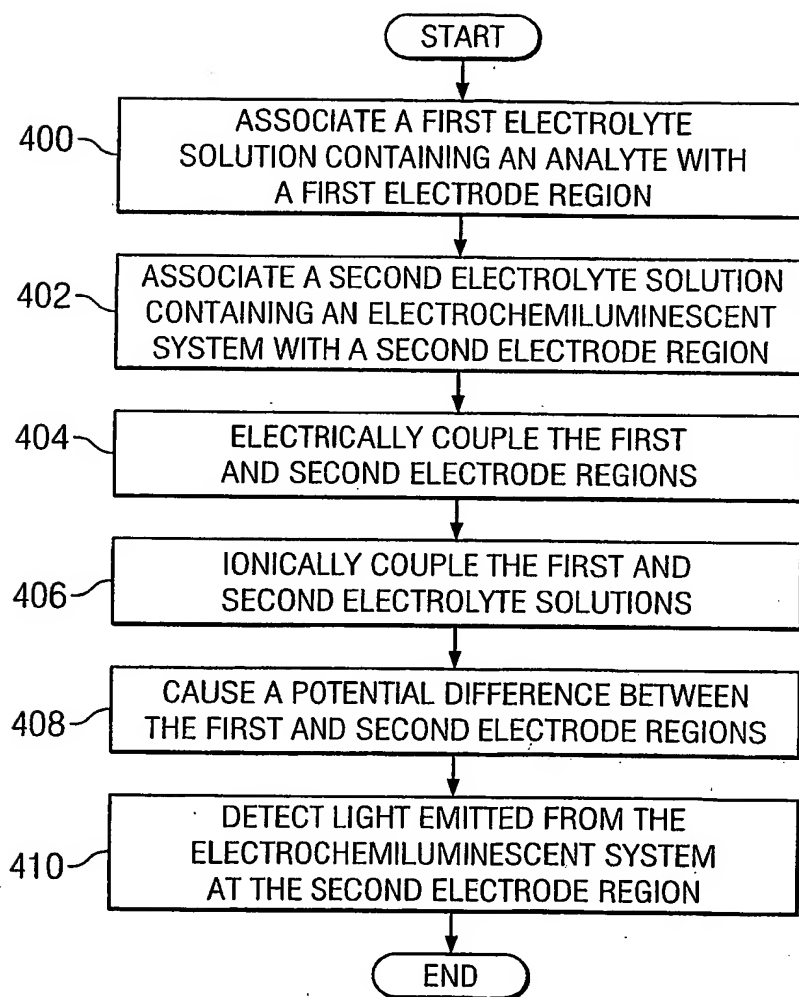 START
400
ASSOCIATE A FIRST ELECTROLYTE
SOLUTION CONTAINING AN ANALYTE WITH
A FIRST ELECTRODE REGION
402
ASSOCIATE A SECOND ELECTROLYTE SOLUTION
CONTAINING AN ELECTROCHEMILUMINESCENT
SYSTEM WITH A SECOND ELECTRODE REGION
404
ELECTRICALLY COUPLE THE FIRST
AND SECOND ELECTRODE REGIONS
406
IONICALLY COUPLE THE FIRST AND
SECOND ELECTROLYTE SOLUTIONS
408
CAUSE A POTENTIAL DIFFERENCE BETWEEN
THE FIRST AND SECOND ELECTRODE REGIONS
410
DETECT LIGHT EMITTED FROM THE
ELECTROCHEMILUMINESCENT SYSTEM
AT THE SECOND ELECTRODE REGION
END